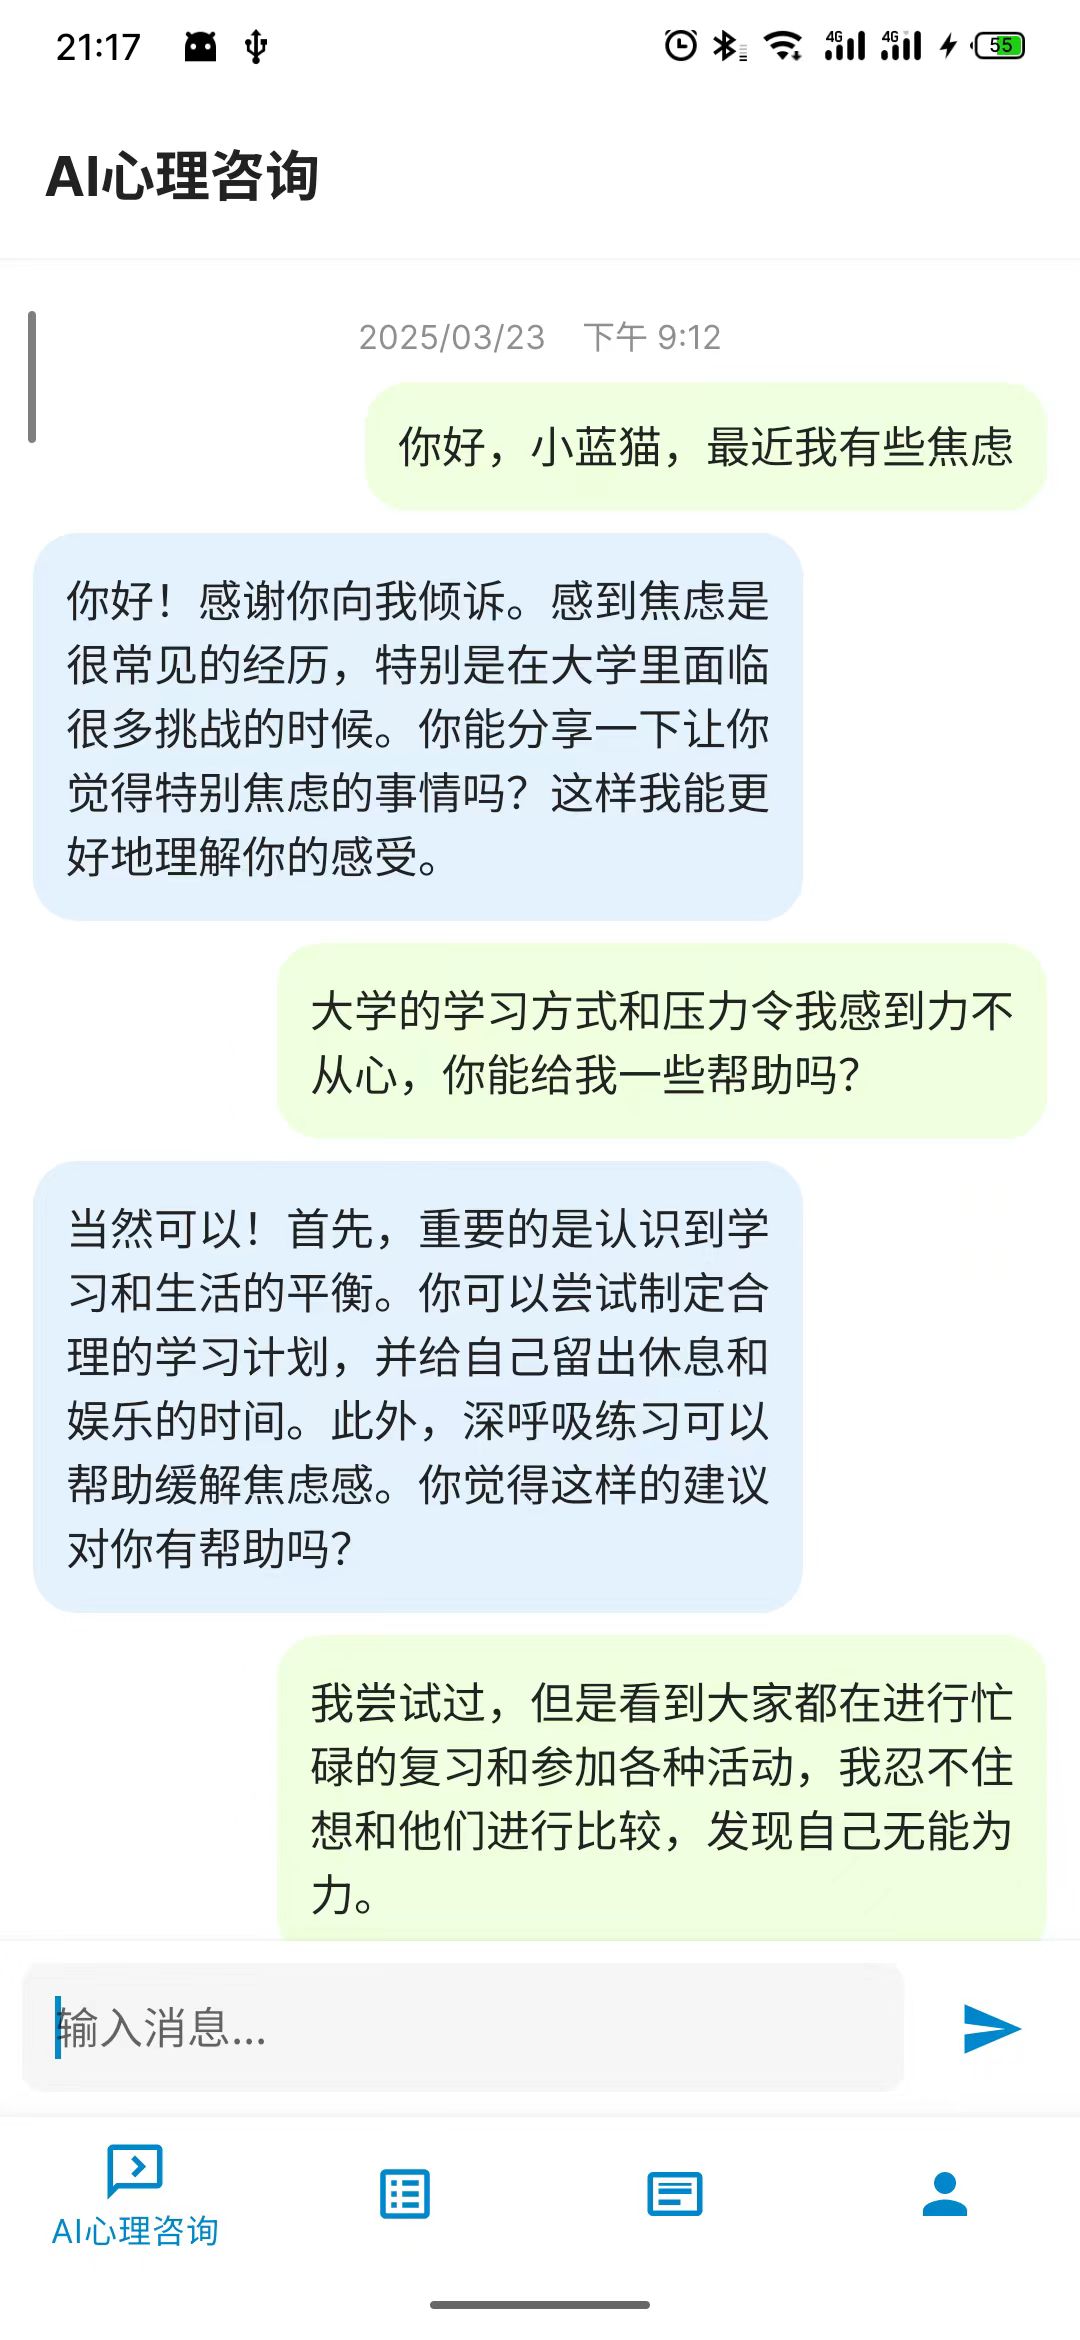 21:17
4G 4G 55
AI心理咨询
2025/03/23 下午 9:12
你好，小蓝猫，最近我有些焦虑
你好！感谢你向我倾诉。感到焦虑是
很常见的经历，特别是在大学里面临
很多挑战的时候。你能分享一下让你
觉得特别焦虑的事情吗？这样我能更
好地理解你的感受。
大学的学习方式和压力令我感到力不
从心，你能给我一些帮助吗？
当然可以！首先，重要的是认识到学
习和生活的平衡。你可以尝试制定合
理的学习计划，并给自己留出休息和
娱乐的时间。此外，深呼吸练习可以
帮助缓解焦虑感。你觉得这样的建议
对你有帮助吗？
我尝试过，但是看到大家都在进行忙
碌的复习和参加各种活动，我忍不住
想和他们进行比较，发现自己无能为
力。
输入消息...
AI心理咨询